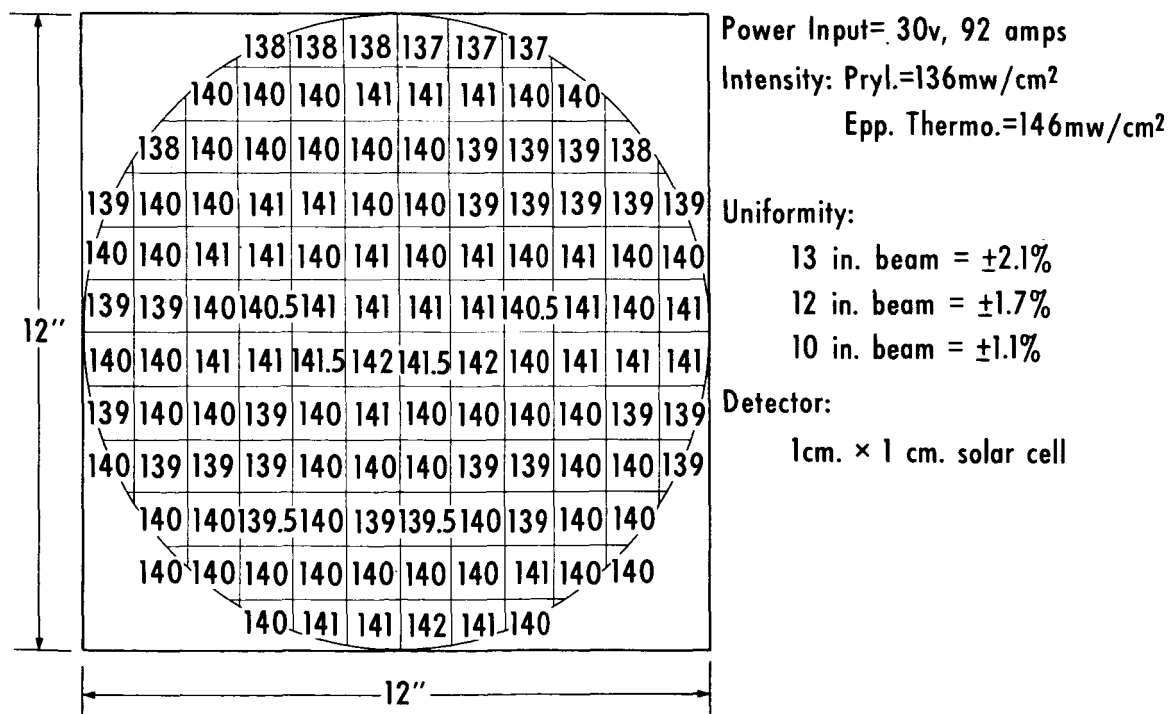 138 138 138 137 137 137
140 140 140 141 141 141 140 140
138 140 140 140 140 140 139 139 139 138
139 140 140 141 141 140 140 139 139 139 139 139
140 140 141 141 140 141 140 141 140 141 140 140
139 139 140 140.5 141 141 141 141 140.5 141 140 141
140 140 141 141 141.5 142 141.5 142 140 141 141 141
139 140 140 139 140 141 140 140 140 140 139 139
140 139 139 139 140 140 140 139 139 140 140 139
140 140 139.5 140 139 139.5 140 139 140 140
140 140 140 140 140 140 140 141 140 140
140 141 141 142 141 140
12"
12"
Power Input= 30v, 92 amps
Intensity: Pryl.=136mw/cm²
Epp. Thermo.=146mw/cm²
Uniformity:
13 in. beam = ±2.1%
12 in. beam = ±1.7%
10 in. beam = ±1.1%
Detector:
1cm. × 1 cm. solar cell